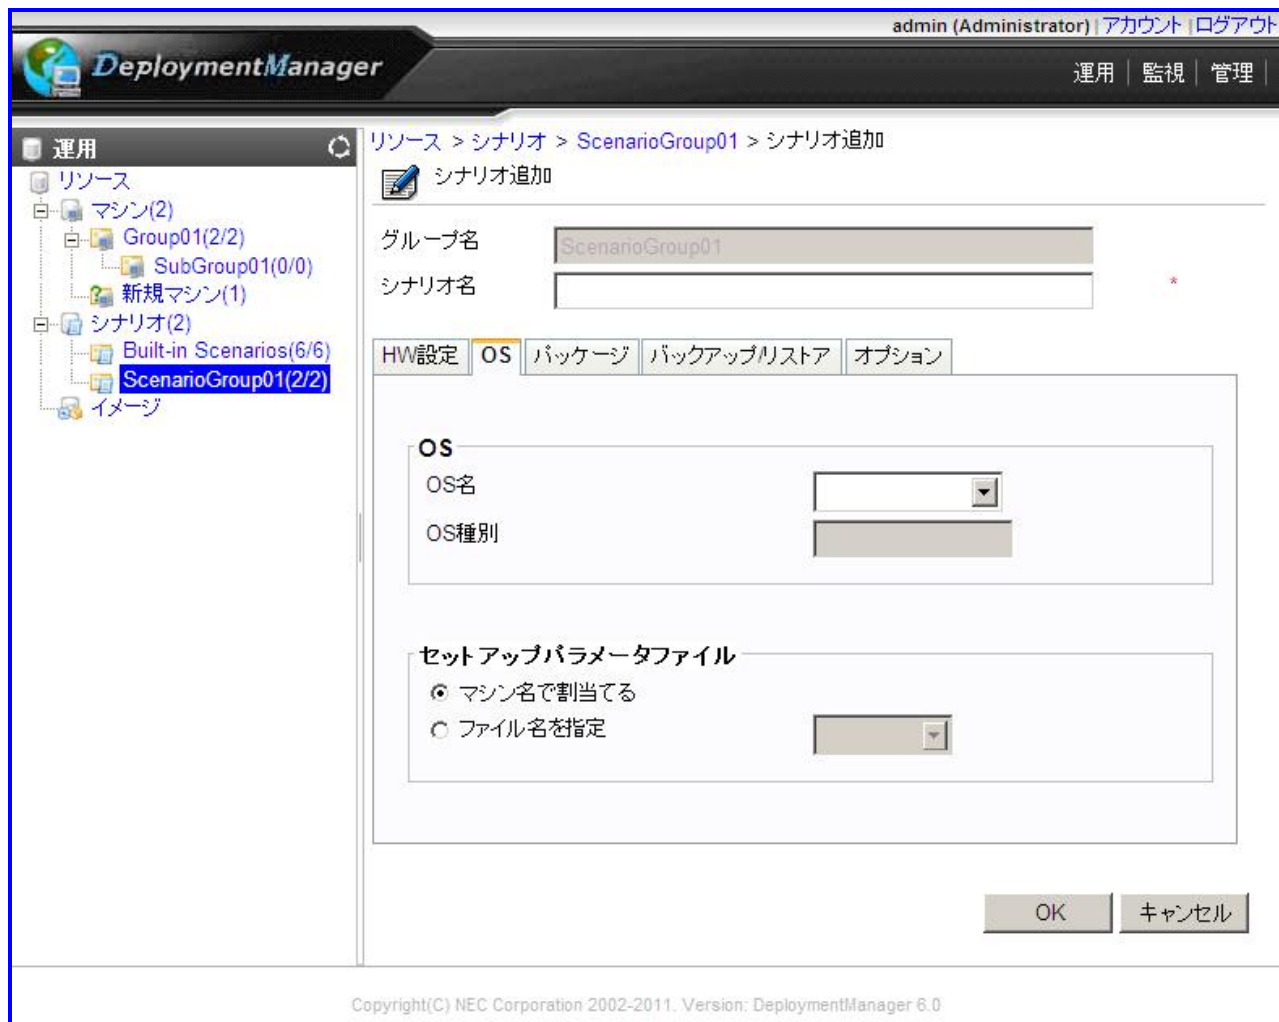 admin (Administrator) | アカウント | ログアウト
DeploymentManager
運用 | 監視 | 管理 |
運用
リソース
マシン(2)
Group01(2/2)
SubGroup01(0/0)
新規マシン(1)
シナリオ(2)
Built-in Scenarios(6/6)
ScenarioGroup01(2/2)
イメージ
リソース > シナリオ > ScenarioGroup01 > シナリオ追加
シナリオ追加
グループ名 ScenarioGroup01
シナリオ名 *
HW設定 OS パッケージ バックアップ/リストア オプション
OS
OS名
OS種別
セットアップパラメータファイル
マシン名で割当てる
ファイル名を指定
OK キャンセル
Copyright(C) NEC Corporation 2002-2011. Version: DeploymentManager 6.0